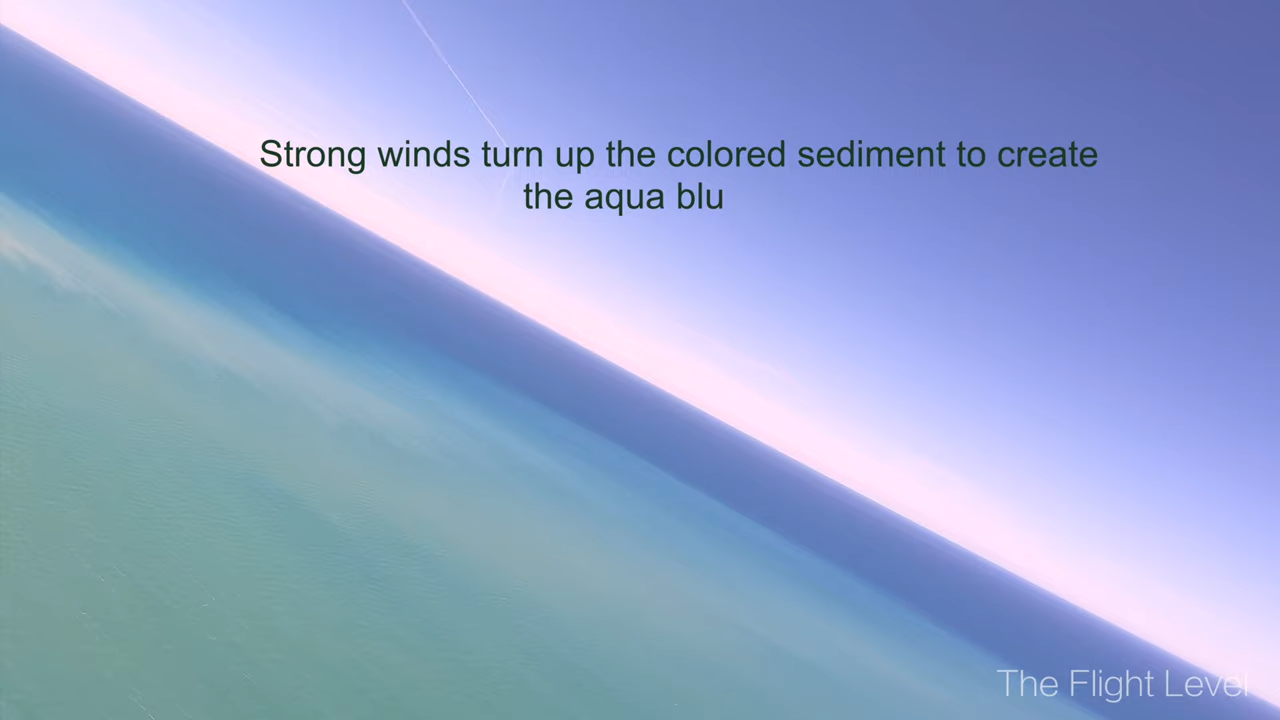 Strong winds turn up the colored sediment to create
the aqua blu
The Flight Level